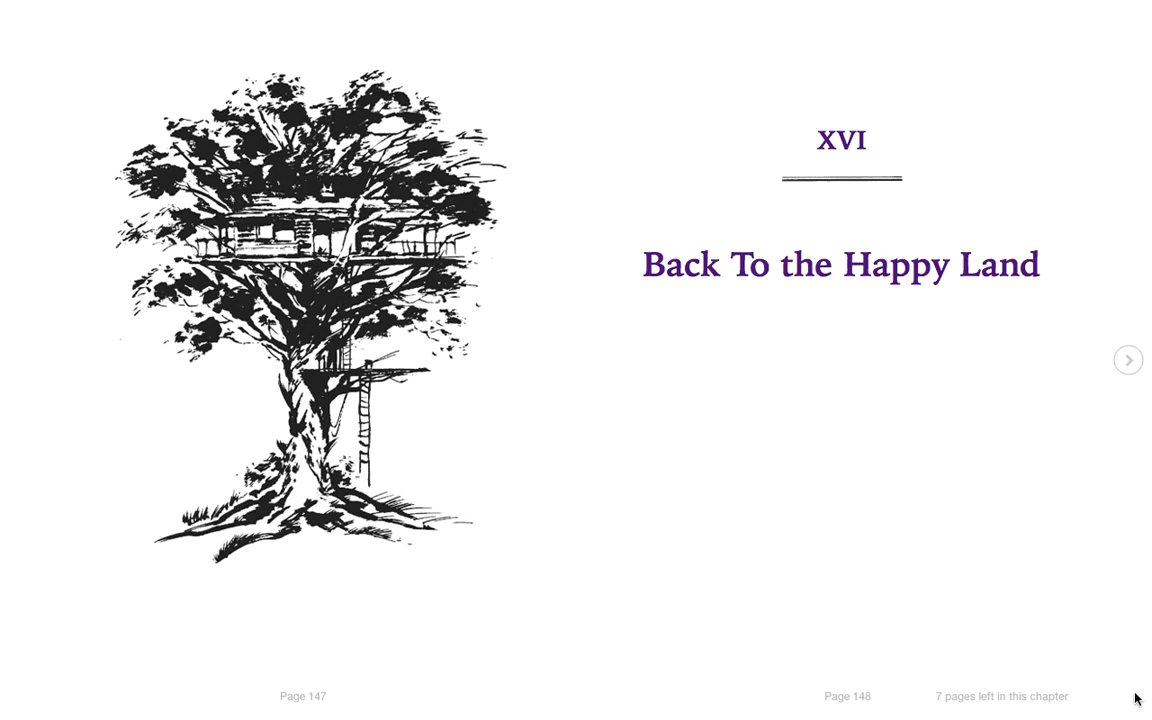 XVI
Back To the Happy Land
Page 147
Page 148
7 pages left in this chapter